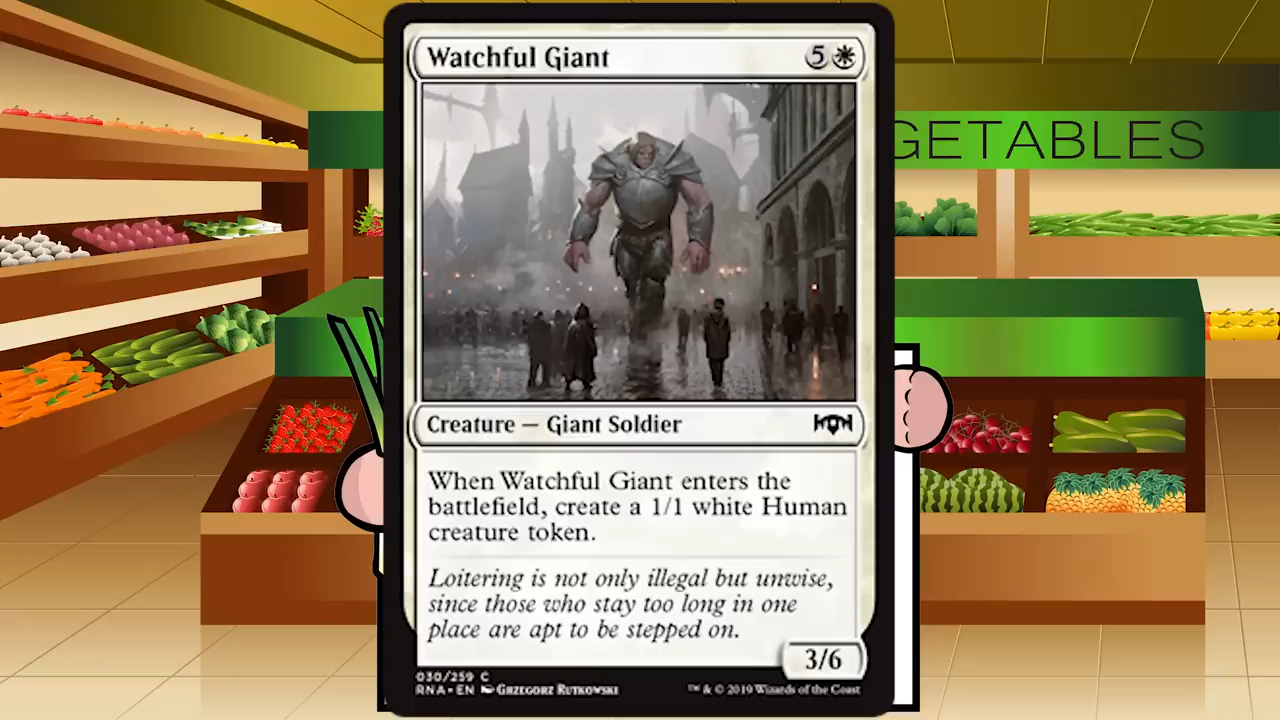 Watchful Giant 5
GETABLES
Creature — Giant Soldier
When Watchful Giant enters the
battlefield, create a 1/1 white Human
creature token.
Loitering is not only illegal but unwise,
since those who stay too long in one
place are apt to be stepped on.
3/6
030/259 C
RNA • EN Grzegorz Rutkowski
™ & © 2019 Wizards of the Coast